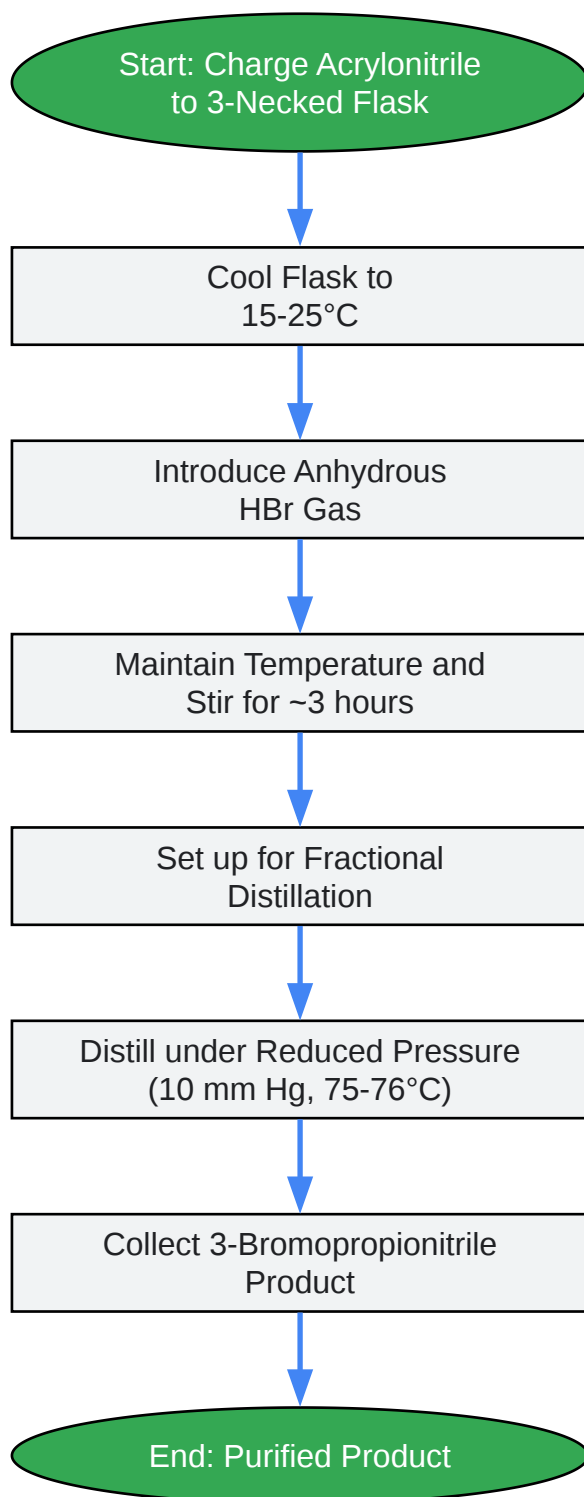 Start: Charge Acrylonitrile
to 3-Necked Flask
Cool Flask to
15-25°C
Introduce Anhydrous
HBr Gas
Maintain Temperature and
Stir for ~3 hours
Set up for Fractional
Distillation
Distill under Reduced Pressure
(10 mm Hg, 75-76°C)
Collect 3-Bromopropionitrile
Product
End: Purified Product